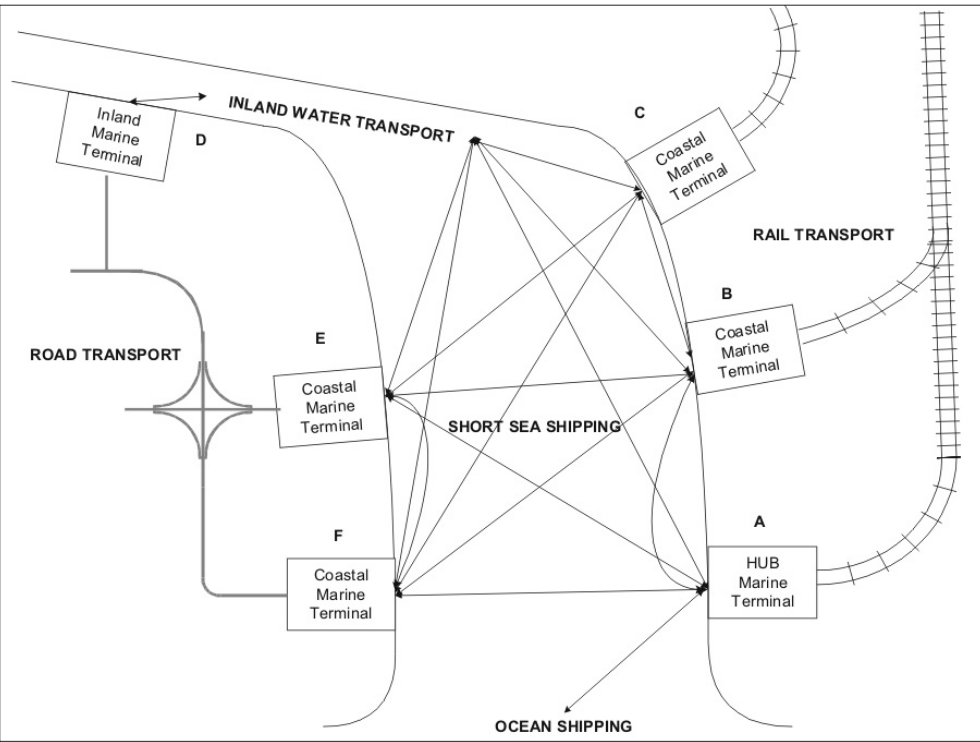 INLAND WATER TRANSPORT
C
Inland
Marine
Terminal
D
Coastal
Marine
Terminal
RAIL TRANSPORT
B
Coastal
Marine
Terminal
ROAD TRANSPORT
E
Coastal
Marine
Terminal
SHORT SEA SHIPPING
A
HUB
Marine
Terminal
F
Coastal
Marine
Terminal
OCEAN SHIPPING